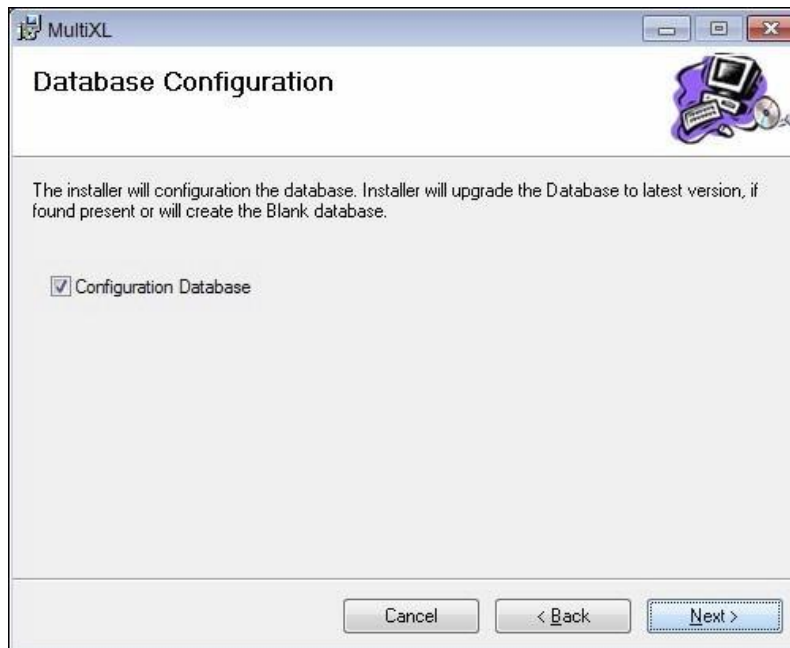 MultiXL
Database Configuration
The installer will configuration the database. Installer will upgrade the Database to latest version, if
found present or will create the Blank database.
Configuration Database
Cancel
< Back
Next >